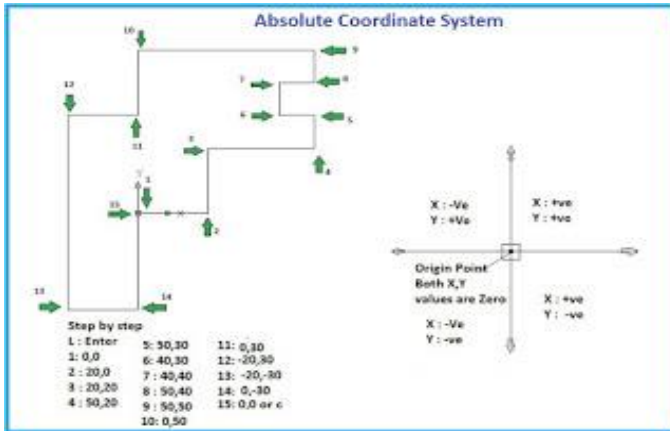 Absolute Coordinate System
10
9
8
7
12
6
5
11
3
4
Y
1
15
X
2
13
14
X : -Ve
Y : +Ve
X : +ve
Y : +ve
Origin Point
Both X,Y
values are Zero
X : +ve
Y : -ve
X : -Ve
Y : -ve
Step by step
L : Enter
1: 0,0
2 : 20,0
3 : 20,20
4 : 50,20
5: 50,30
6: 40,30
7 : 40,40
8 : 50,40
9 : 50,50
10: 0,50
11: 0,30
12: -20,30
13: -20,-30
14: 0,-30
15: 0,0 or c